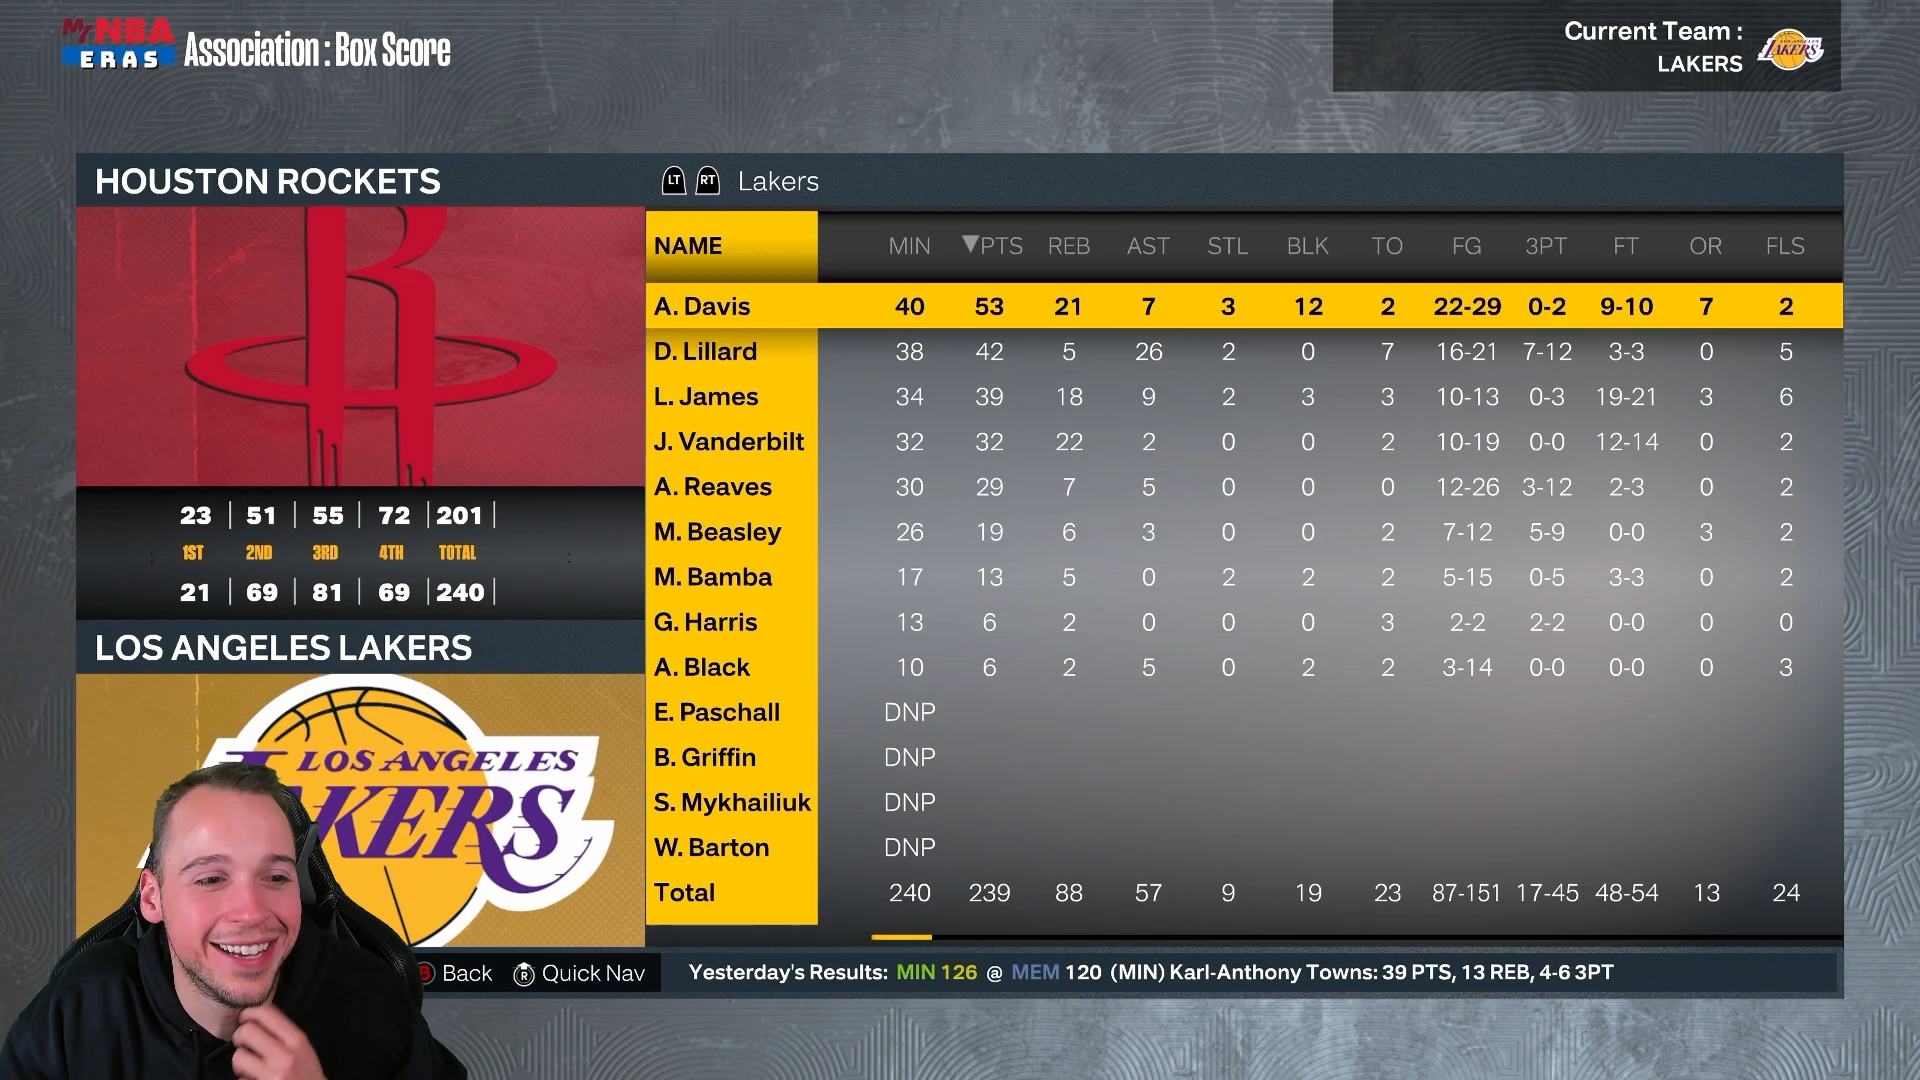 My NBA ERAS Association : Box Score
Current Team :
LAKERS
LOS ANGELES LAKERS
HOUSTON ROCKETS
LT RT Lakers
NAME MIN ▼PTS REB AST STL BLK TO FG 3PT FT OR FLS
A. Davis 40 53 21 7 3 12 2 22-29 0-2 9-10 7 2
D. Lillard 38 42 5 26 2 0 7 16-21 7-12 3-3 0 5
L. James 34 39 18 9 2 3 3 10-13 0-3 19-21 3 6
J. Vanderbilt 32 32 22 2 0 0 2 10-19 0-0 12-14 0 2
A. Reaves 30 29 7 5 0 0 0 12-26 3-12 2-3 0 2
M. Beasley 26 19 6 3 0 0 2 7-12 5-9 0-0 3 2
M. Bamba 17 13 5 0 2 2 2 5-15 0-5 3-3 0 2
G. Harris 13 6 2 0 0 0 3 2-2 2-2 0-0 0 0
A. Black 10 6 2 5 0 2 2 3-14 0-0 0-0 0 3
E. Paschall DNP
B. Griffin DNP
S. Mykhailiuk DNP
W. Barton DNP
Total 240 239 88 57 9 19 23 87-151 17-45 48-54 13 24
23 | 51 | 55 | 72 | 201 |
1ST 2ND 3RD 4TH TOTAL
21 | 69 | 81 | 69 | 240 |
LOS ANGELES LAKERS
LOS ANGELES
LAKERS
B Back R Quick Nav
Yesterday's Results: MIN 126 @ MEM 120 (MIN) Karl-Anthony Towns: 39 PTS, 13 REB, 4-6 3PT